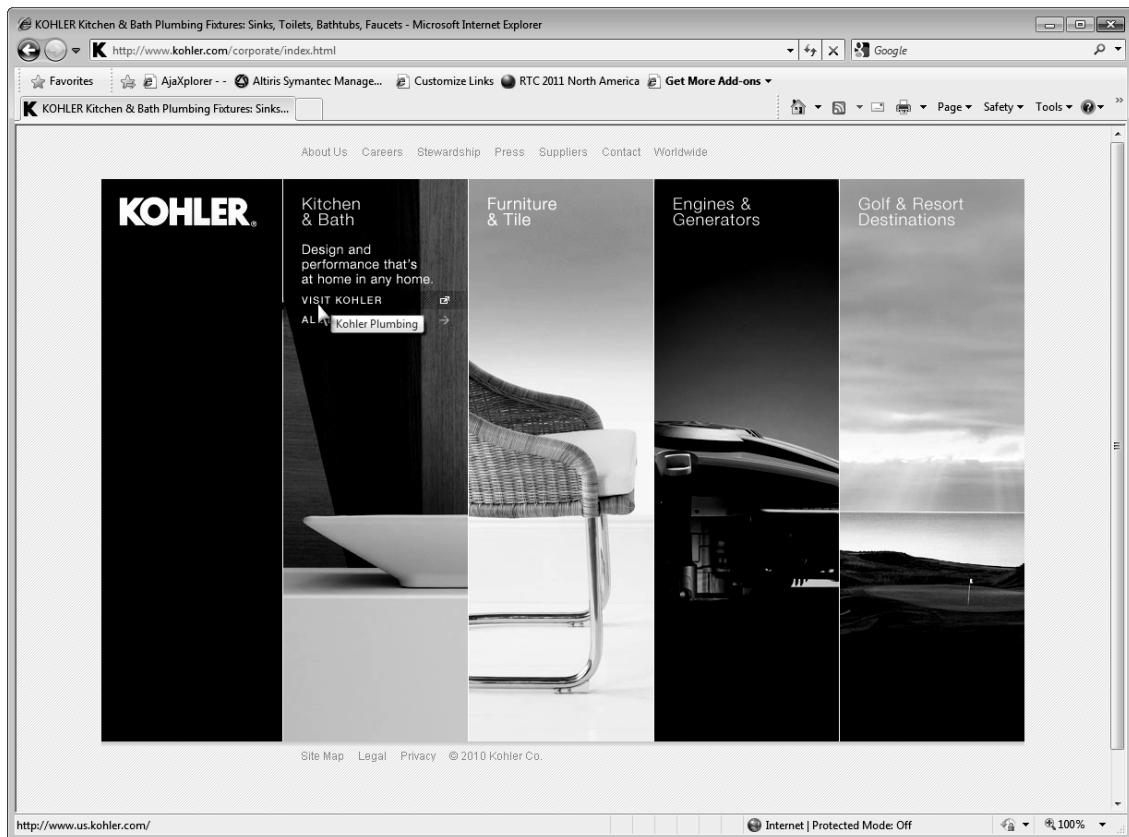 KOHLER Kitchen & Bath Plumbing Fixtures: Sinks, Toilets, Bathtubs, Faucets - Microsoft Internet Explorer
K http://www.kohler.com/corporate/index.html Google
Favorites AjaXplorer - - Altiris Symantec Manage... Customize Links RTC 2011 North America Get More Add-ons
K KOHLER Kitchen & Bath Plumbing Fixtures: Sinks... Page Safety Tools
About Us Careers Stewardship Press Suppliers Contact Worldwide
KOHLER®
Kitchen
& Bath
Design and
performance that's
at home in any home.
VISIT KOHLER
AL
Kohler Plumbing
Furniture
& Tile
Engines &
Generators
Golf & Resort
Destinations
Site Map Legal Privacy © 2010 Kohler Co.
http://www.us.kohler.com/ Internet | Protected Mode: Off 100%